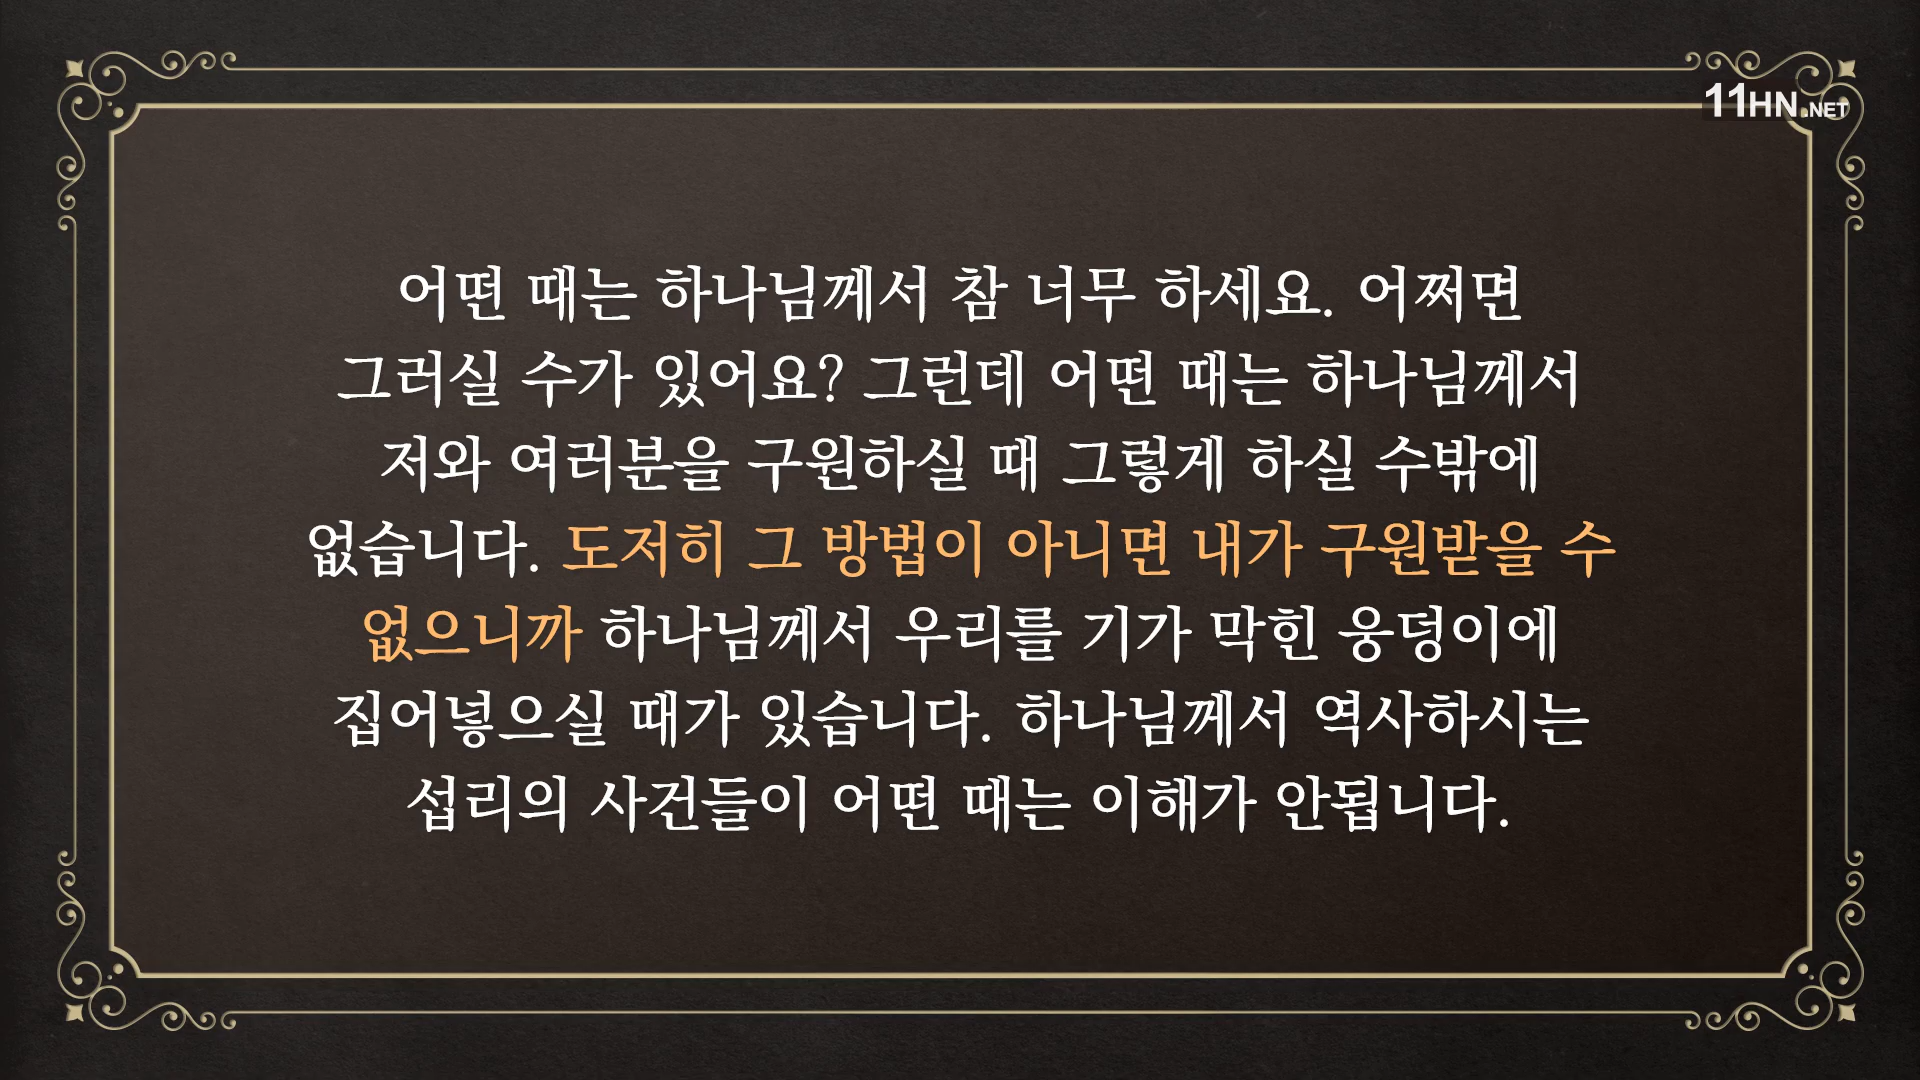 11HN.NET
어떤 때는 하나님께서 참 너무 하세요. 어쩌면
그러실 수가 있어요? 그런데 어떤 때는 하나님께서
저와 여러분을 구원하실 때 그렇게 하실 수밖에
없습니다. 도저히 그 방법이 아니면 내가 구원받을 수
없으니까 하나님께서 우리를 기가 막힌 웅덩이에
집어넣으실 때가 있습니다. 하나님께서 역사하시는
섭리의 사건들이 어떤 때는 이해가 안됩니다.